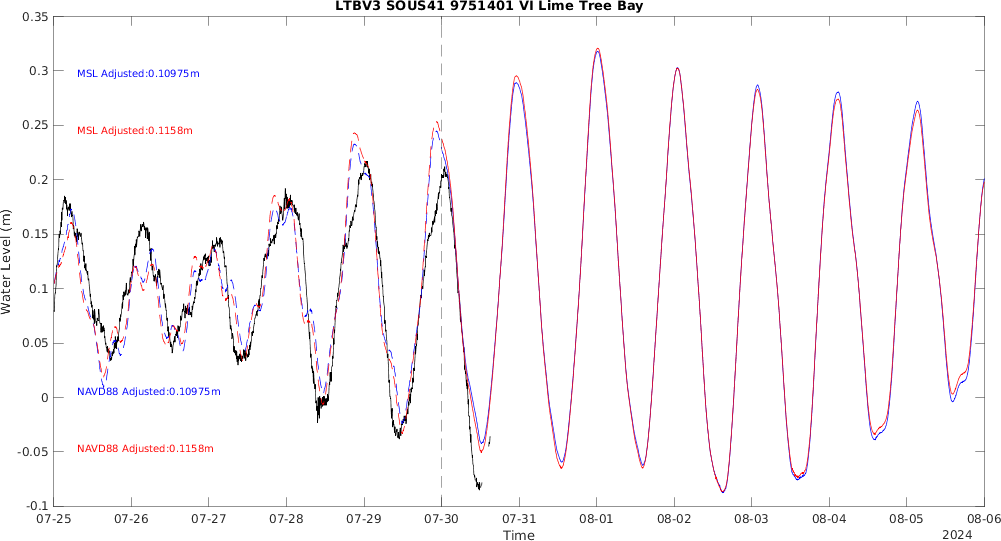 LTBV3 SOUS41 9751401 VI Lime Tree Bay
0.35
0.3
0.25
0.2
0.15
0.1
0.05
0
-0.05
-0.1
Water Level (m)
MSL Adjusted:0.10975m
MSL Adjusted:0.1158m
NAVD88 Adjusted:0.10975m
NAVD88 Adjusted:0.1158m
07-25 07-26 07-27 07-28 07-29 07-30 07-31 08-01 08-02 08-03 08-04 08-05 08-06
Time
2024